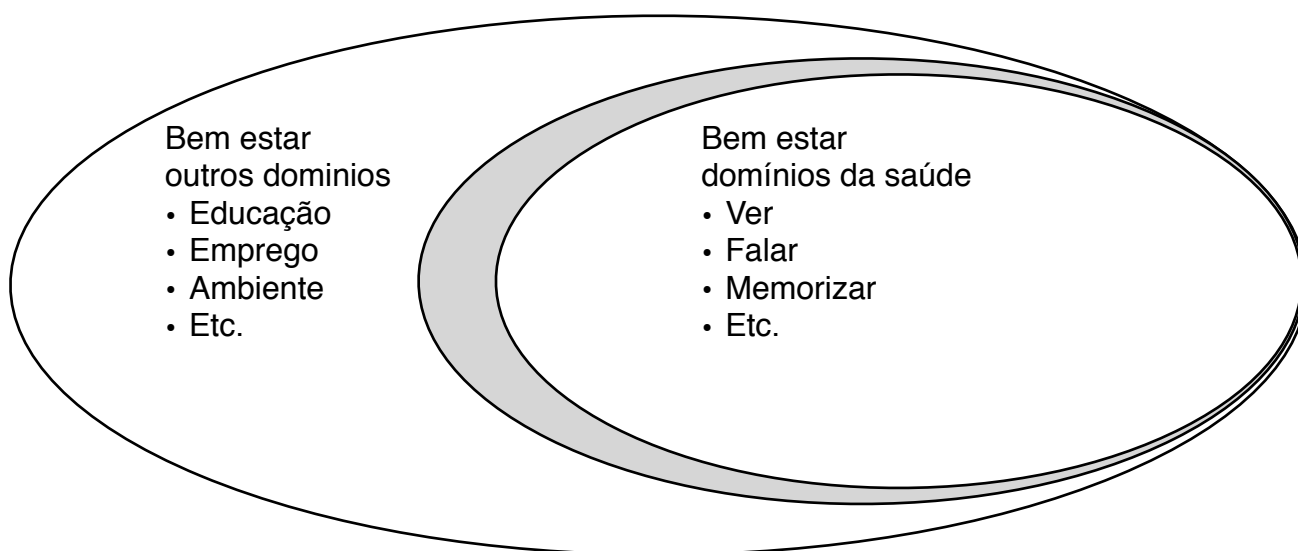 Bem estar
outros dominios
• Educação
• Emprego
• Ambiente
• Etc.
Bem estar
domínios da saúde
• Ver
• Falar
• Memorizar
• Etc.